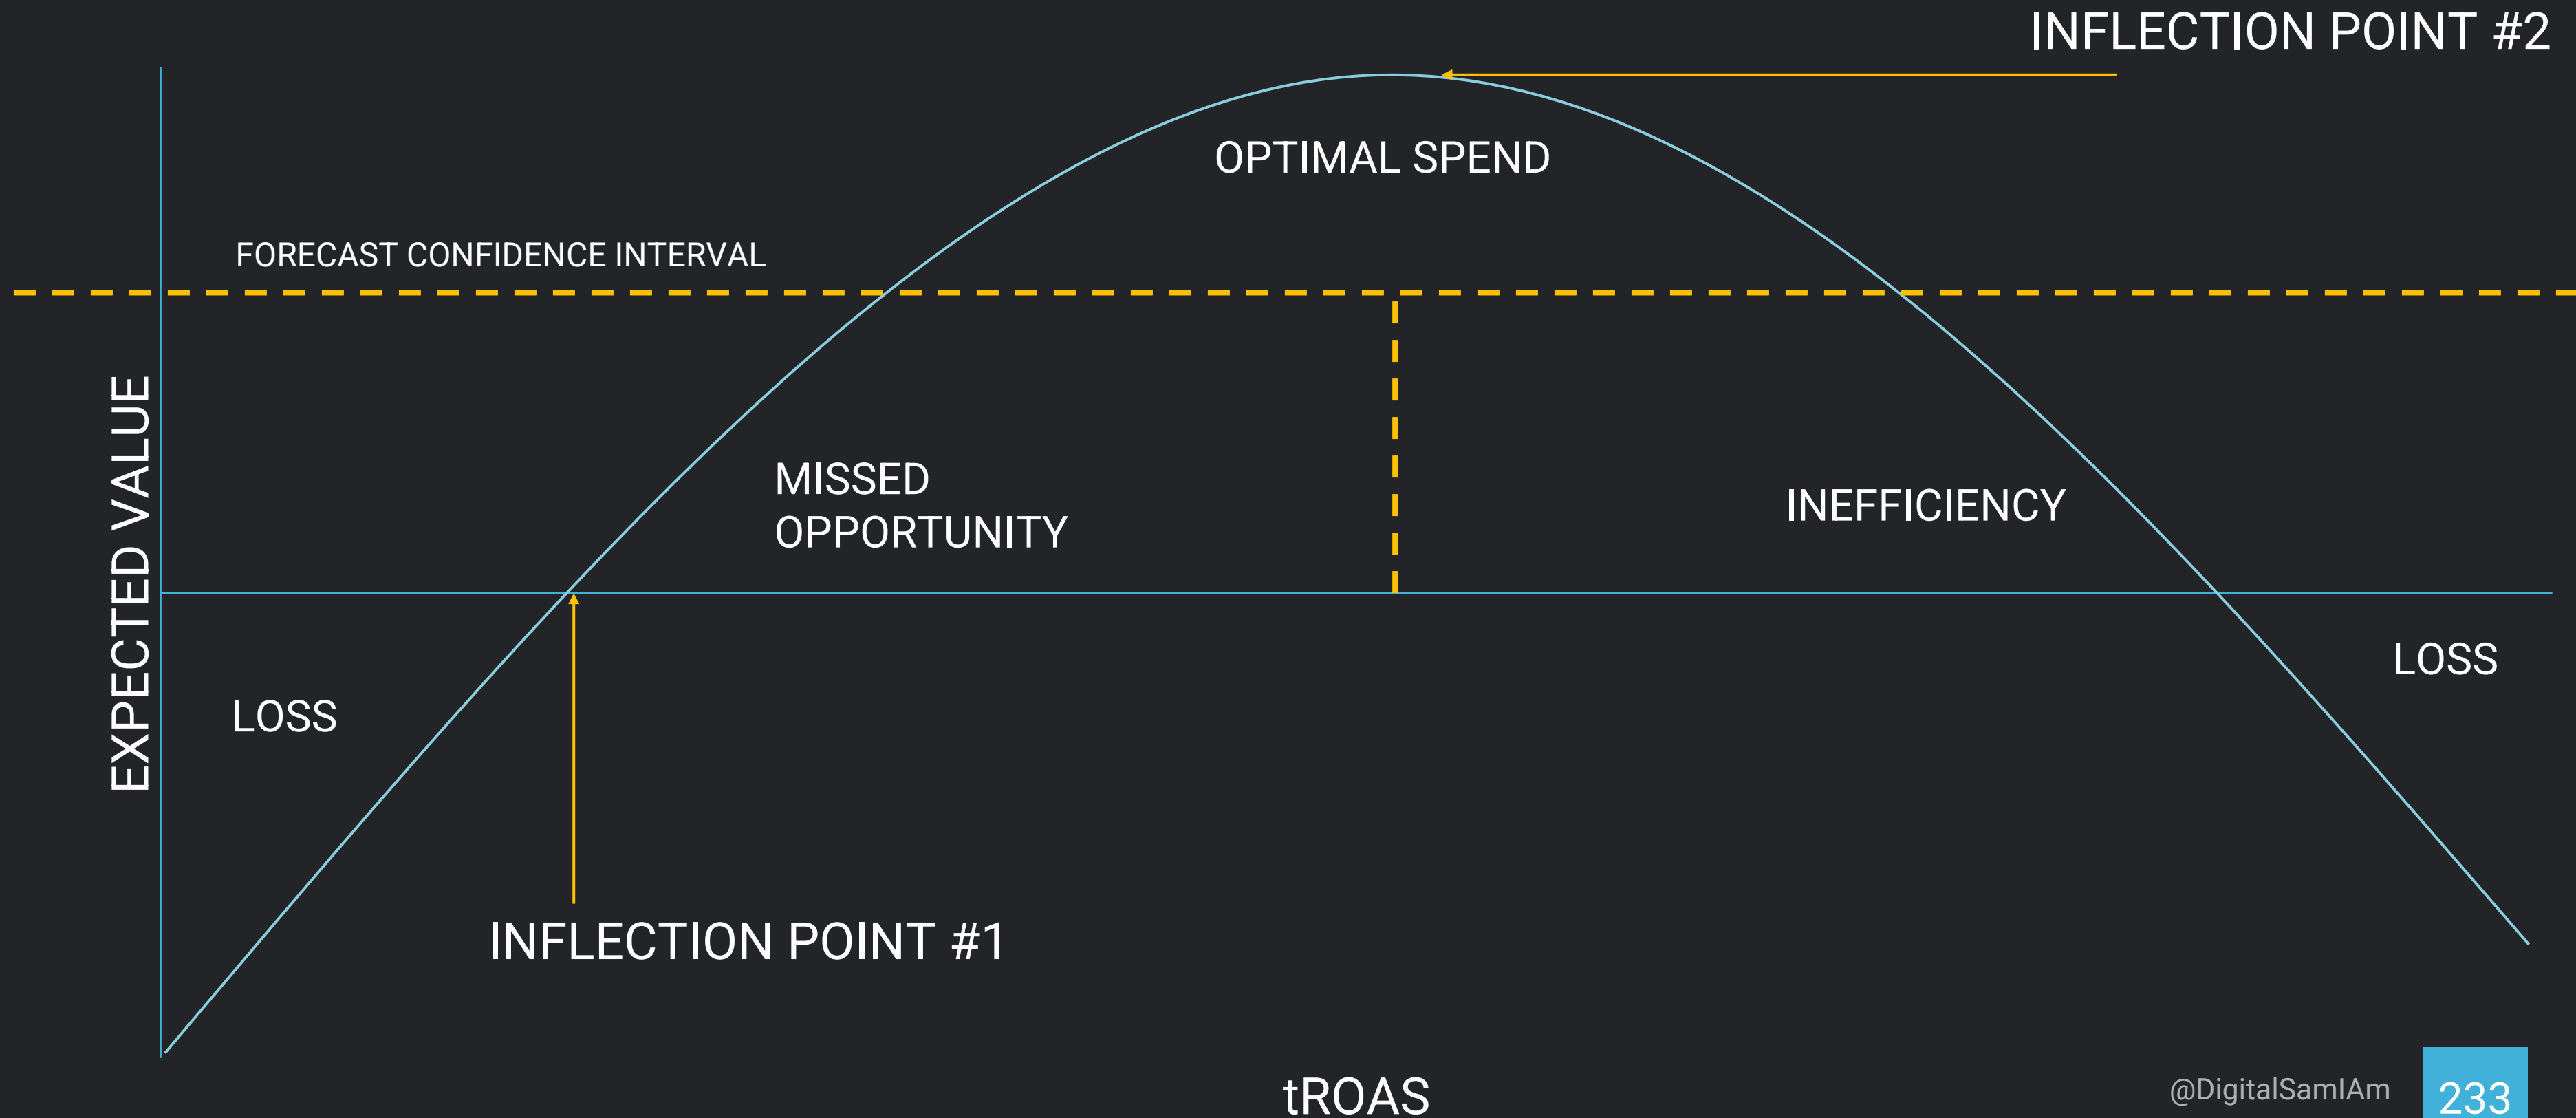 INFLECTION POINT #2
OPTIMAL SPEND
FORECAST CONFIDENCE INTERVAL
EXPECTED VALUE
MISSED
OPPORTUNITY
INEFFICIENCY
LOSS
LOSS
INFLECTION POINT #1
tROAS
@DigitalSamIAm
233